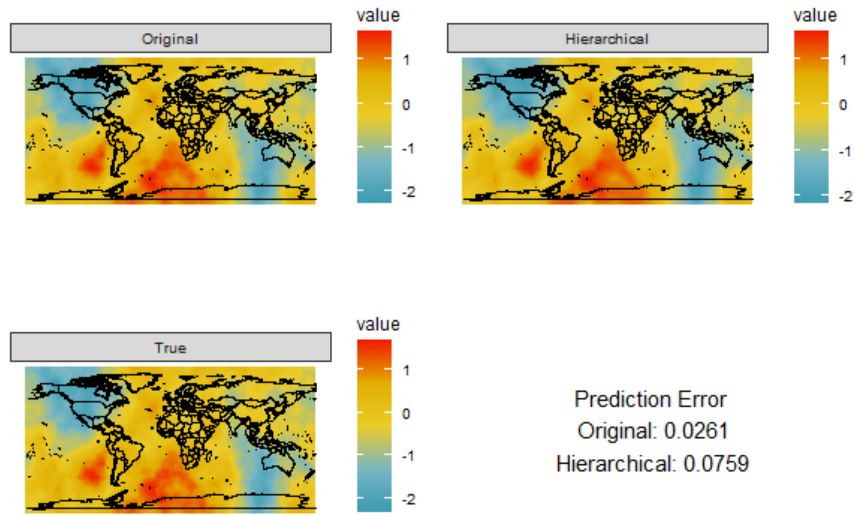 value
Original
1
0
-1
-2
value
Hierarchical
1
0
-1
-2
value
True
1
0
-1
-2
Prediction Error
Original: 0.0261
Hierarchical: 0.0759